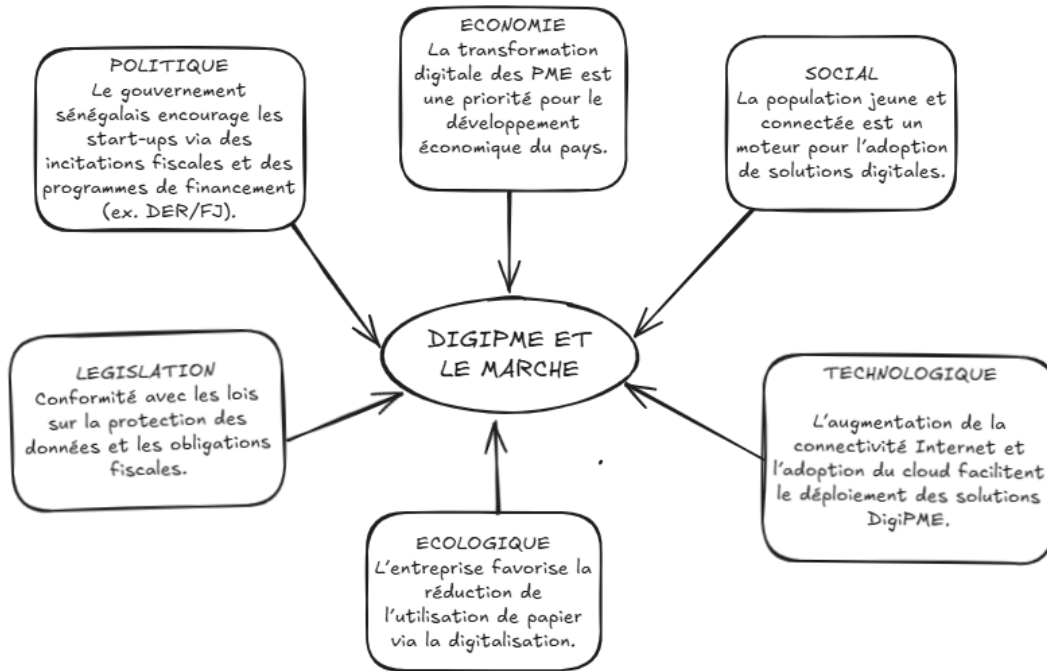 POLITIQUE
Le gouvernement
sénégalais encourage les
start-ups via des
incitations fiscales et des
programmes de financement
(ex. DER/FJ).
ECONOMIE
La transformation
digitale des PME est
une priorité pour le
développement
économique du pays.
SOCIAL
La population jeune et
connectée est un
moteur pour l'adoption
de solutions digitales.
DIGIPME ET
LE MARCHE
LEGISLATION
Conformité avec les lois
sur la protection des
données et les obligations
fiscales.
TECHNOLOGIQUE
L'augmentation de la
connectivité Internet et
l'adoption du cloud facilitent
le déploiement des solutions
DigiPME.
ECOLOGIQUE
L'entreprise favorise la
réduction de
l'utilisation de papier
via la digitalisation.